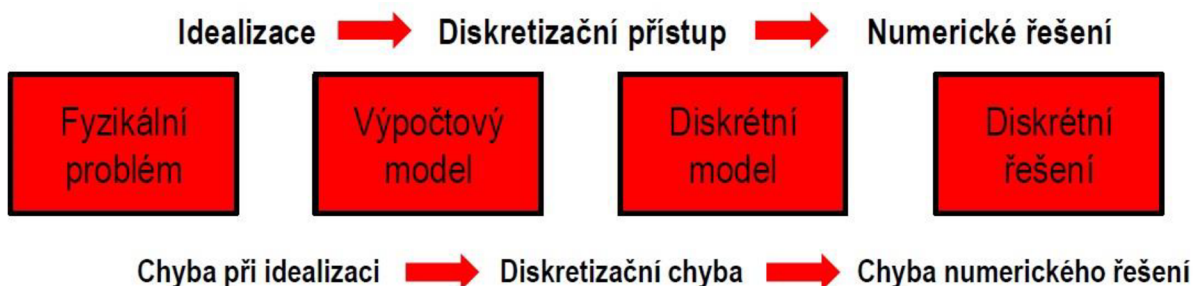 Idealizace Diskretizační přístup Numerické řešení
Fyzikální
problém
Výpočtový
model
Diskrétní
model
Diskrétní
řešení
Chyba při idealizaci Diskretizační chyba Chyba numerického řešení